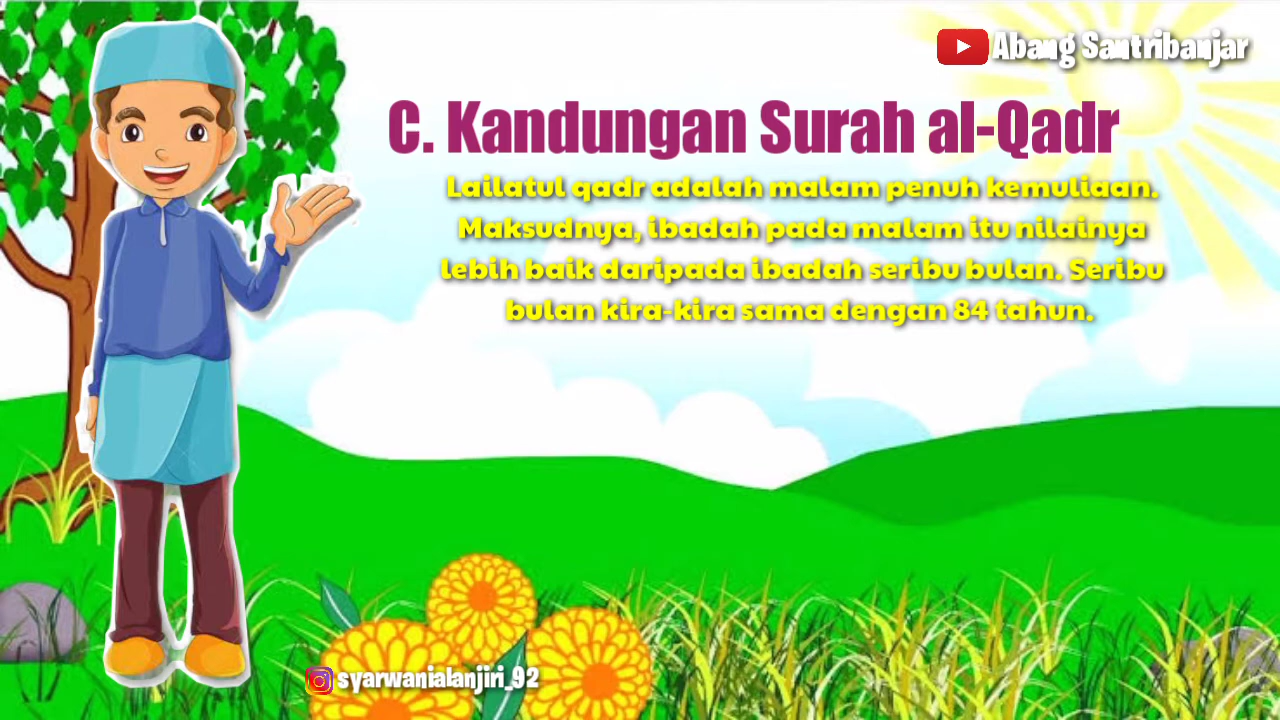 Abang Santribanjar
C. Kandungan Surah al-Qadr
Lailatul qadr adalah malam penuh kemuliaan.
Maksudnya, ibadah pada malam itu nilainya
lebih baik daripada ibadah seribu bulan. Seribu
bulan kira-kira sama dengan 84 tahun.
syarwanialanjiri_92